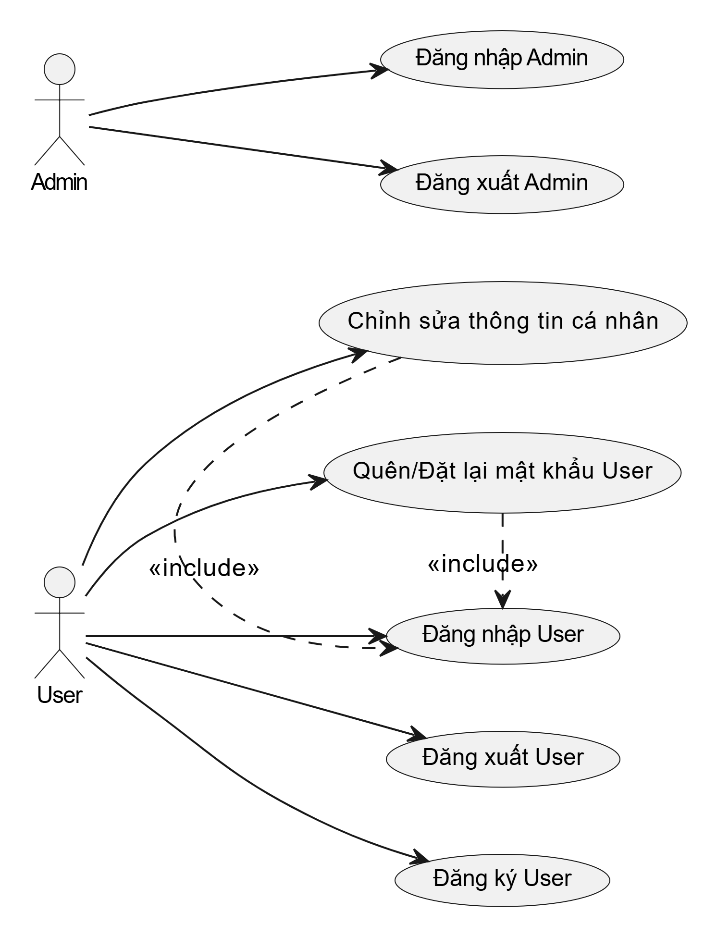 Đăng nhập Admin
Đăng xuất Admin
Admin
Chỉnh sửa thông tin cá nhân
Quên/Đặt lại mật khẩu User
«include»
«include»
Đăng nhập User
User
Đăng xuất User
Đăng ký User